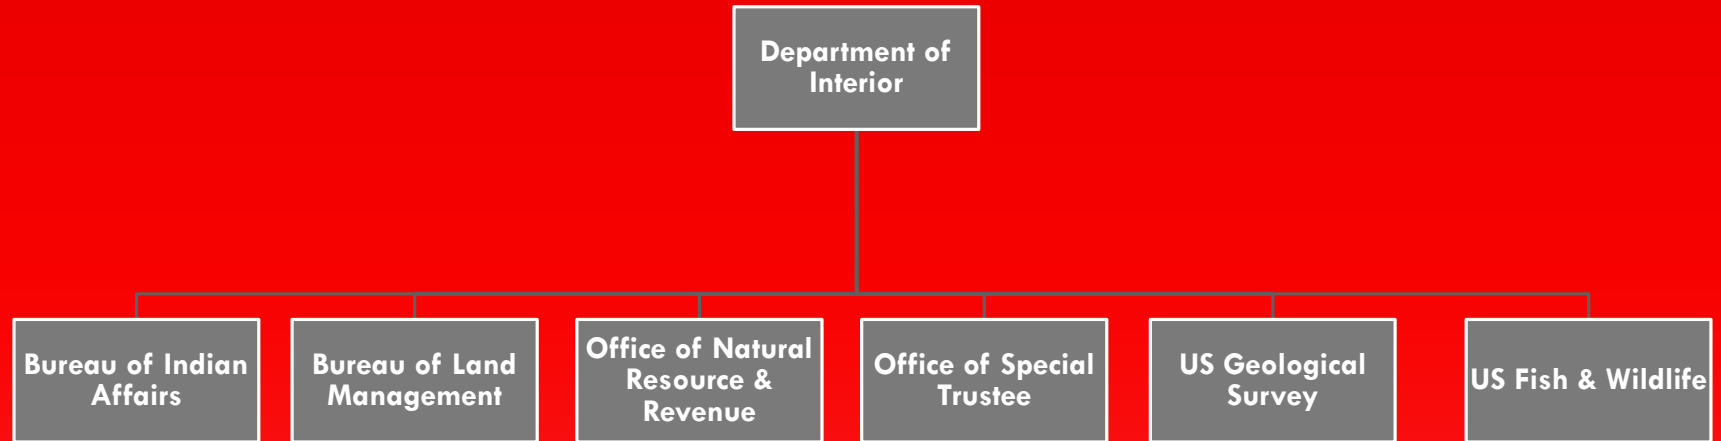 Department of
Interior
Bureau of Indian
Affairs
Bureau of Land
Management
Office of Natural
Resource &
Revenue
Office of Special
Trustee
US Geological
Survey
US Fish & Wildlife